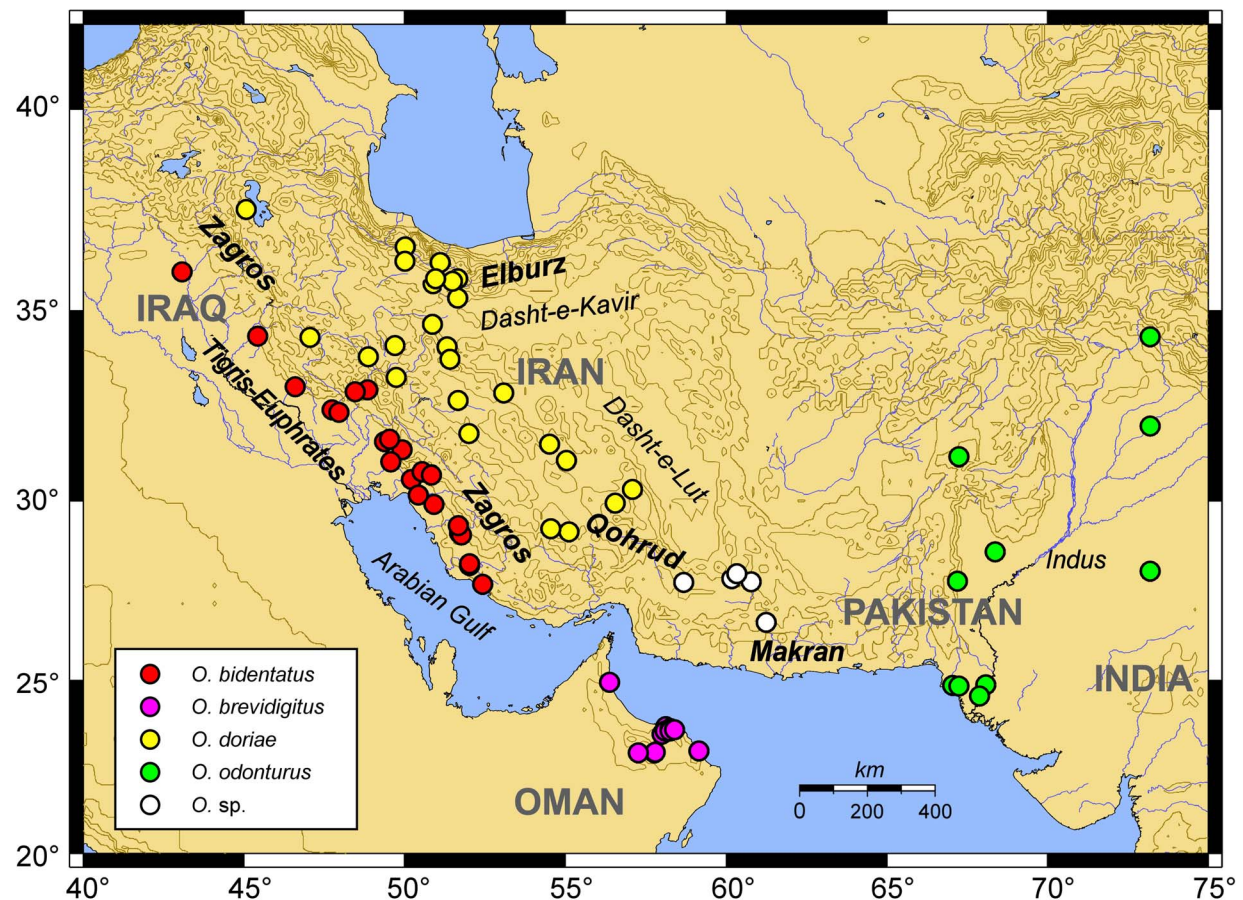 40°
35°
30°
25°
20°
Zagros
Elburz
Dasht-e-Kavir
IRAQ
Tigris-Euphrates
IRAN
Dasht-e-Lut
Zagros
Qohrud
Indus
Arabian Gulf
PAKISTAN
Makran
INDIA
OMAN
O. bidentatus
O. brevidigitus
O. doriae
O. odonturus
O. sp.
km
0 200 400
40° 45° 50° 55° 60° 65° 70° 75°